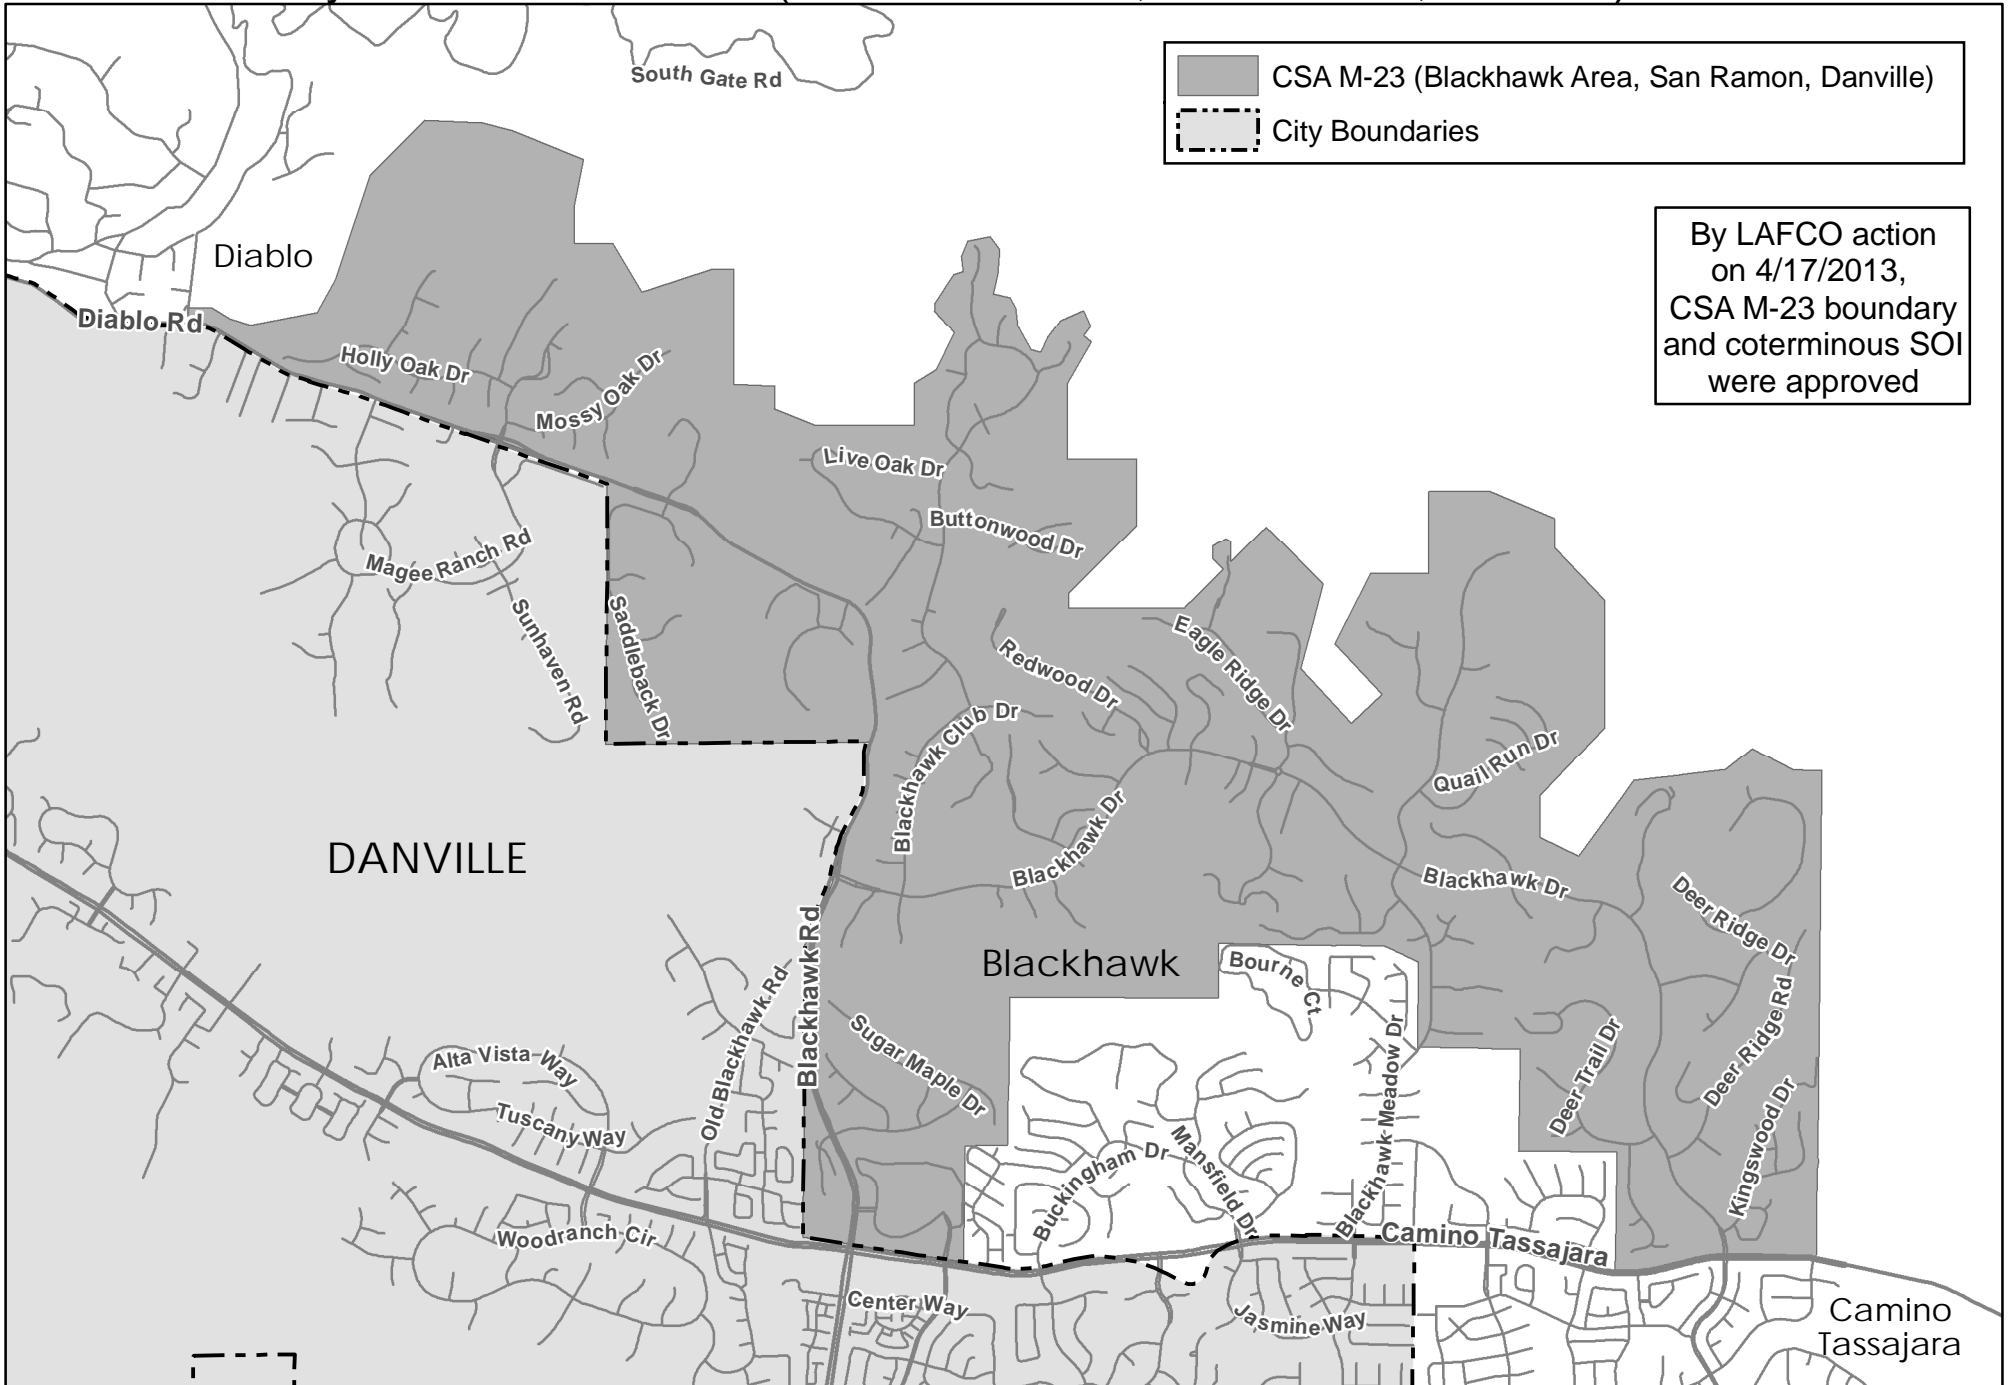 South Gate Rd
CSA M-23 (Blackhawk Area, San Ramon, Danville)
City Boundaries
By LAFCO action
on 4/17/2013,
CSA M-23 boundary
and coterminous SOI
were approved
Diablo
Diablo Rd
Holly Oak Dr
Mossy Oak Dr
Live Oak Dr
Buttonwood Dr
Magee Ranch Rd
Sunhaven Rd
Saddleback Dr
Redwood Dr
Eagle Ridge Dr
Blackhawk Club Dr
Quail Run Dr
Blackhawk Dr
DANVILLE
Blackhawk Dr
Deer Ridge Dr
Blackhawk Rd
Blackhawk
Bourne Ct
Old Blackhawk Rd
Sugar Maple Dr
Blackhawk Meadow Dr
Deer Trail Dr
Deer Ridge Rd
Kingswood Dr
Alta Vista Way
Tuscany Way
Buckingham Dr
Mansfield Dr
Woodranch Cir
Camino Tassajara
Center Way
Jasmine Way
Camino
Tassajara